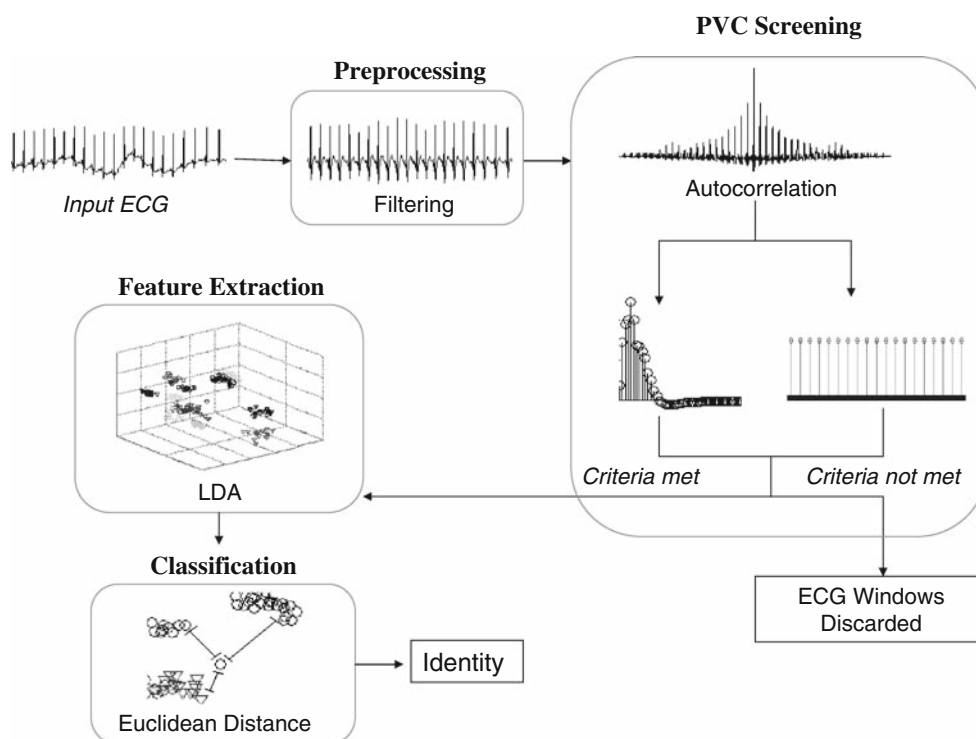 PVC Screening
Preprocessing
Input ECG
Filtering
Autocorrelation
Feature Extraction
LDA
Criteria met
Criteria not met
Classification
ECG Windows
Discarded
Euclidean Distance
Identity